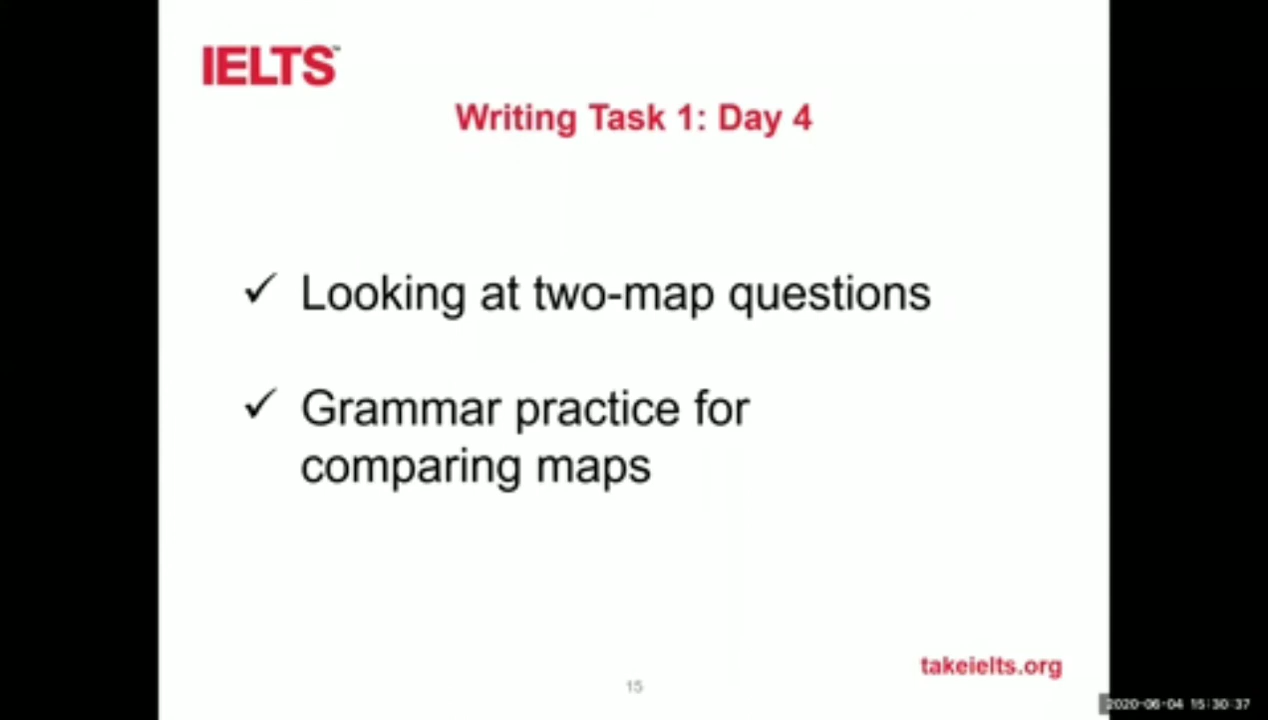 IELTS™
Writing Task 1: Day 4
✓ Looking at two-map questions
✓ Grammar practice for
comparing maps
takeielts.org
15
2020-06-04 15:30:37